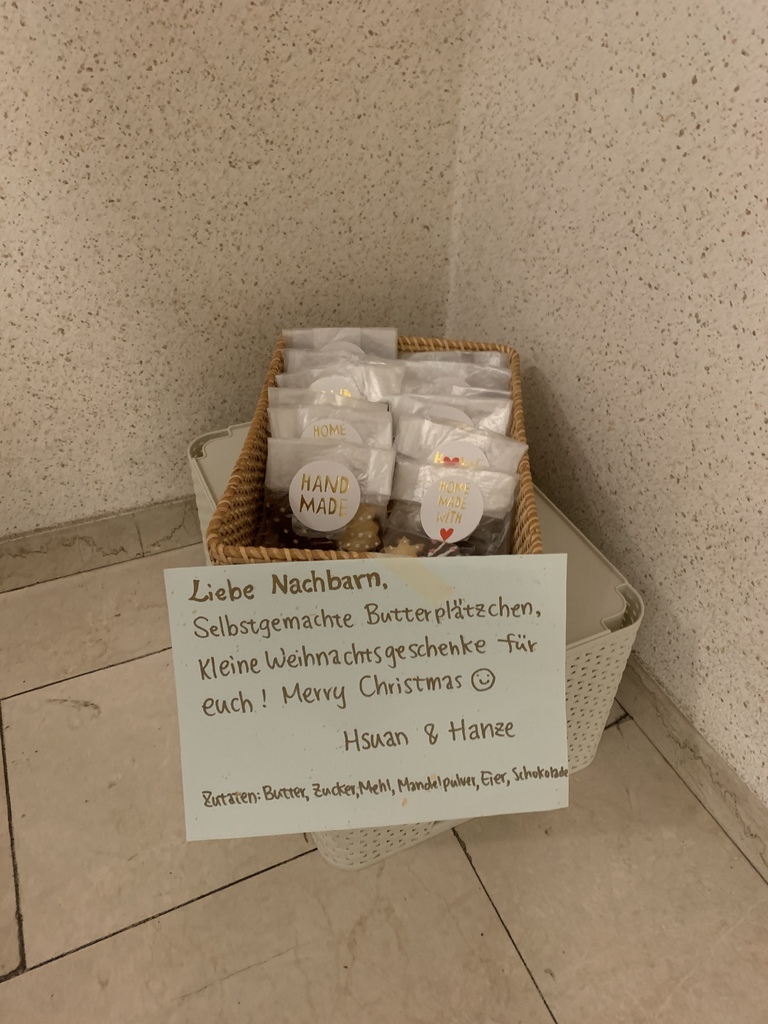 HOME
HAND
MADE
HOME
MADE
WITH
Liebe Nachbarn,
Selbstgemachte Butterplätzchen,
Kleine Weihnachtsgeschenke für
euch! Merry Christmas ☺
Hsuan & Hanze
Zutaten: Butter, Zucker, Mehl, Mandelpulver, Eier, Schokolade